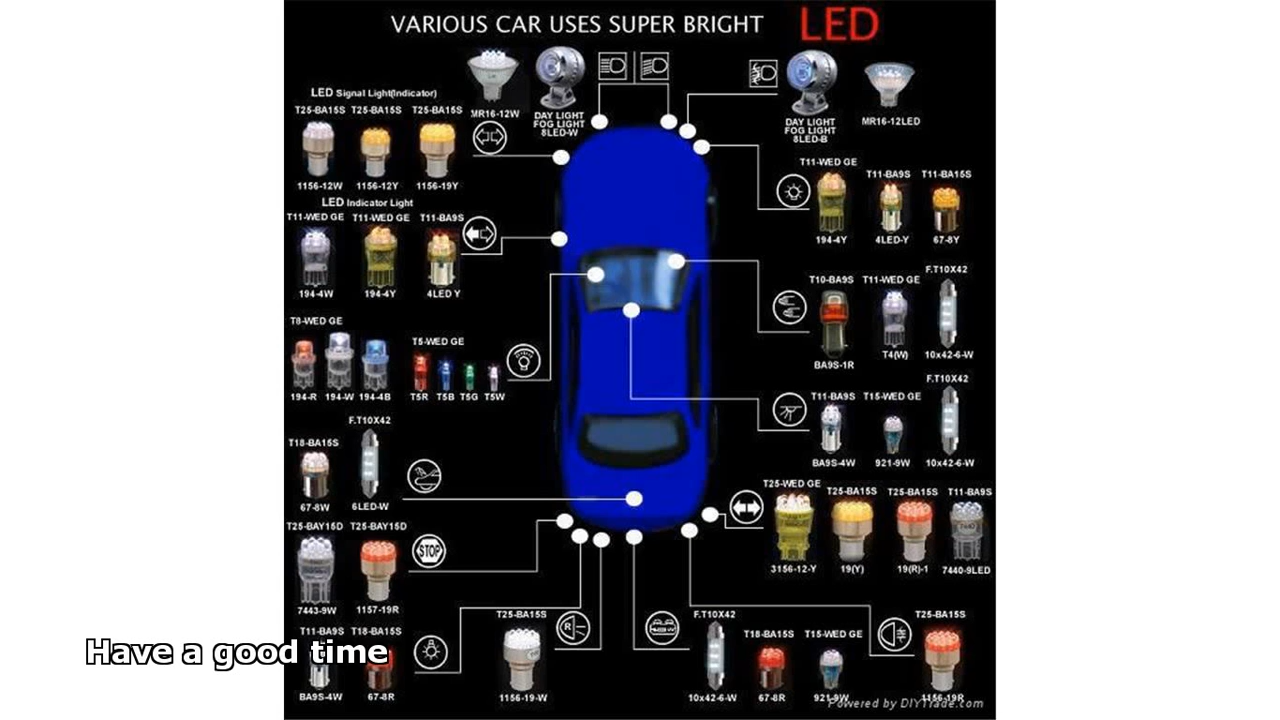 VARIOUS CAR USES SUPER BRIGHT LED
MR16-12W
DAY LIGHT
FOG LIGHT
8LED-W
DAY LIGHT
FOG LIGHT
8LED-B
MR16-12LED
LED Signal Light(Indicator)
T25-BA15S T25-BA15S T25-BA15S
1156-12W 1156-12Y 1156-19Y
T11-WED GE T11-BA9S T11-BA15S
194-4Y 4LED-Y 67-8Y
LED Indicator Light
T11-WED GE T11-WED GE T11-BA9S
194-4W 194-4Y 4LED Y
T10-BA9S T11-WED GE F.T10X42
BA9S-1R T4(W) 10x42-6-W
T8-WED GE
194-R 194-W 194-4B
T5-WED GE
T5R T5B T5G T5W
T11-BA9S T15-WED GE F.T10X42
BA9S-4W 921-9W 10x42-6-W
T18-BA15S F.T10X42
67-8W 6LED-W
T25-WED GE T25-BA15S T25-BA15S T11-BA9S
3156-12-Y 19(Y) 19(R)-1 7440-9LED
T25-BAY15D T25-BAY15D
STOP
7443-9W 1157-19R
T11-BA9S T18-BA15S
BA9S-4W 67-8R
T25-BA15S
R
1156-19-W
F.T10X42 T18-BA15S T15-WED GE
10x42-6-W 67-8R 921-9W
T25-BA15S
1156-19R
Have a good time
Powered by DIYTrade.com